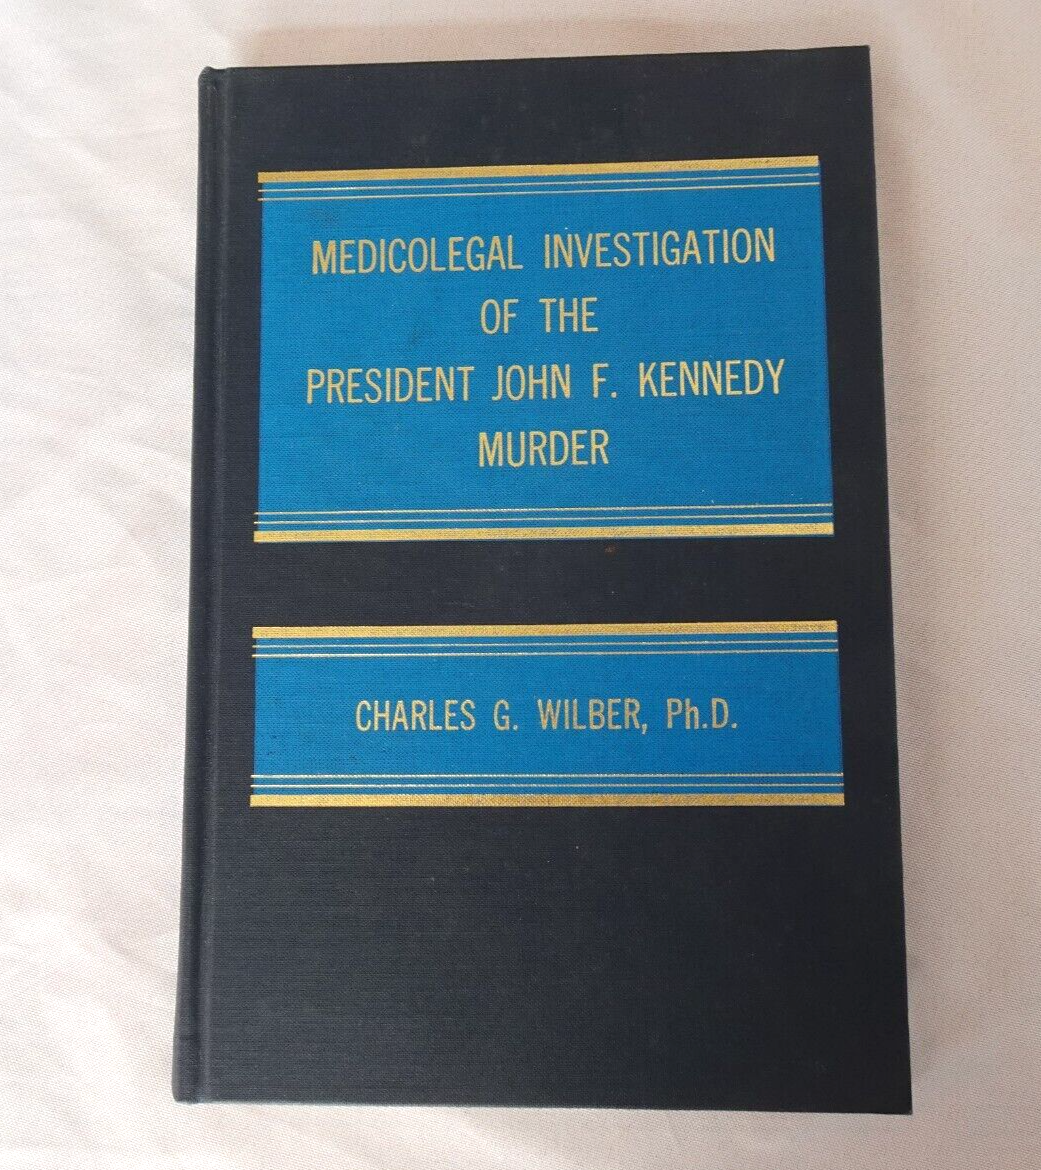 MEDICOLEGAL INVESTIGATION
OF THE
PRESIDENT JOHN F. KENNEDY
MURDER
CHARLES G. WILBER, Ph.D.